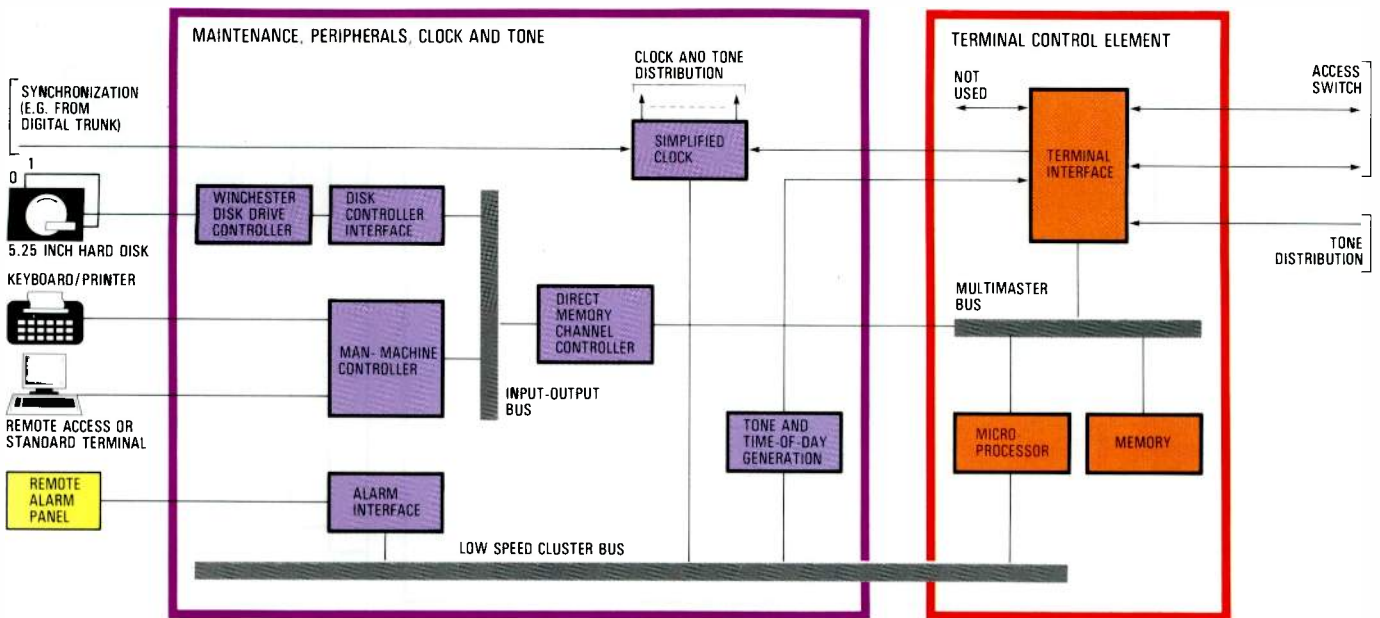 MAINTENANCE, PERIPHERALS, CLOCK AND TONE
TERMINAL CONTROL ELEMENT
CLOCK AND TONE
DISTRIBUTION
NOT
USED
ACCESS
SWITCH
SYNCHRONIZATION
(E.G. FROM
DIGITAL TRUNK)
SIMPLIFIED
CLOCK
TERMINAL
INTERFACE
1
0
5.25 INCH HARD DISK
WINCHESTER
DISK DRIVE
CONTROLLER
DISK
CONTROLLER
INTERFACE
TONE
DISTRIBUTION
KEYBOARD/PRINTER
MAN-MACHINE
CONTROLLER
DIRECT
MEMORY
CHANNEL
CONTROLLER
MULTIMASTER
BUS
INPUT-OUTPUT
BUS
REMOTE ACCESS OR
STANDARD TERMINAL
TONE AND
TIME-OF-DAY
GENERATION
MICRO
PROCESSOR
MEMORY
REMOTE
ALARM
PANEL
ALARM
INTERFACE
LOW SPEED CLUSTER BUS